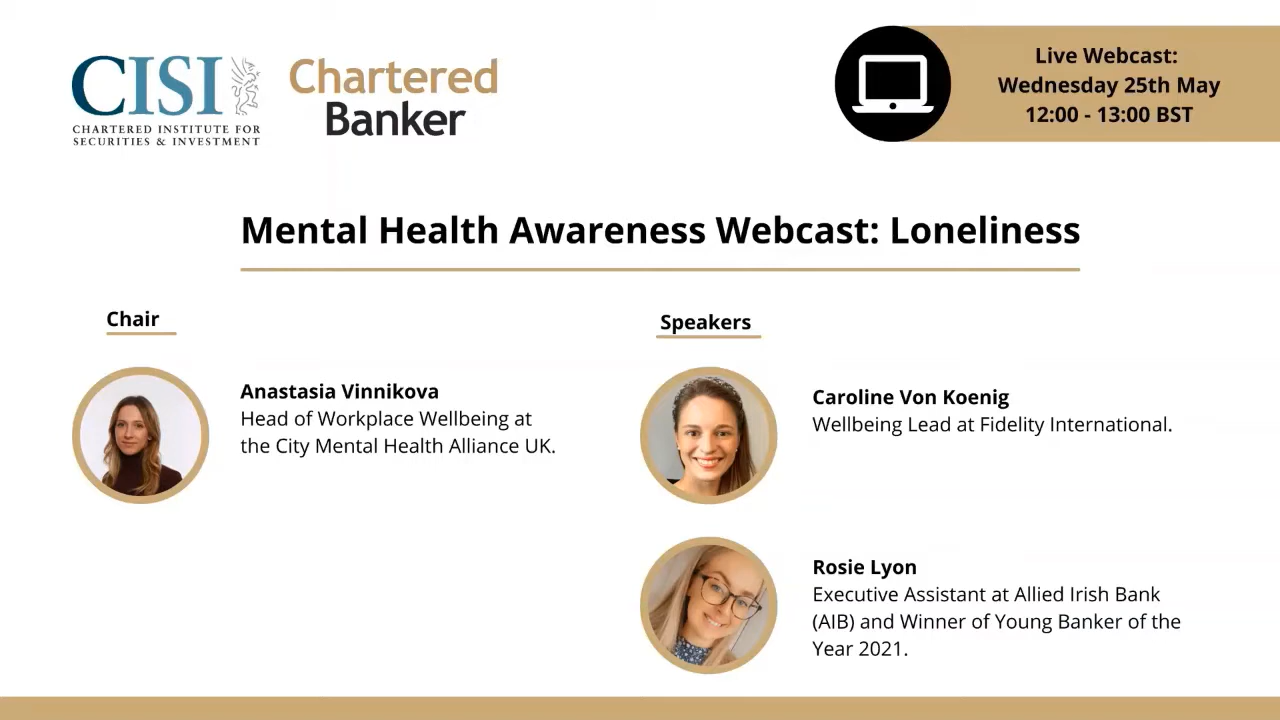 CISI
CHARTERED INSTITUTE FOR
SECURITIES & INVESTMENT
Chartered
Banker
Live Webcast:
Wednesday 25th May
12:00 - 13:00 BST
Mental Health Awareness Webcast: Loneliness
Chair
Anastasia Vinnikova
Head of Workplace Wellbeing at
the City Mental Health Alliance UK.
Speakers
Caroline Von Koenig
Wellbeing Lead at Fidelity International.
Rosie Lyon
Executive Assistant at Allied Irish Bank
(AIB) and Winner of Young Banker of the
Year 2021.